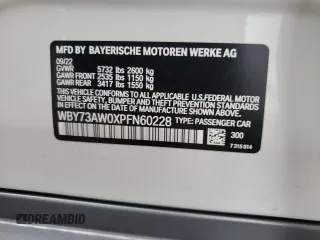 MFD BY BAYERISCHE MOTOREN WERKE AG
09/22
GVWR 5732 lbs 2600 kg
GAWR FRONT 2535 lbs 1150 kg
GAWR REAR 3417 lbs 1550 kg
THIS VEHICLE CONFORMS TO ALL APPLICABLE
FEDERAL MOTOR VEHICLE SAFETY, BUMPER,
AND THEFT PREVENTION STANDARDS
IN EFFECT ON THE DATE OF
MANUFACTURE SHOWN ABOVE.
WBY73AW0XPFN60228 TYPE: PASSENGER CAR
300
7 315 814
© DREAMBID